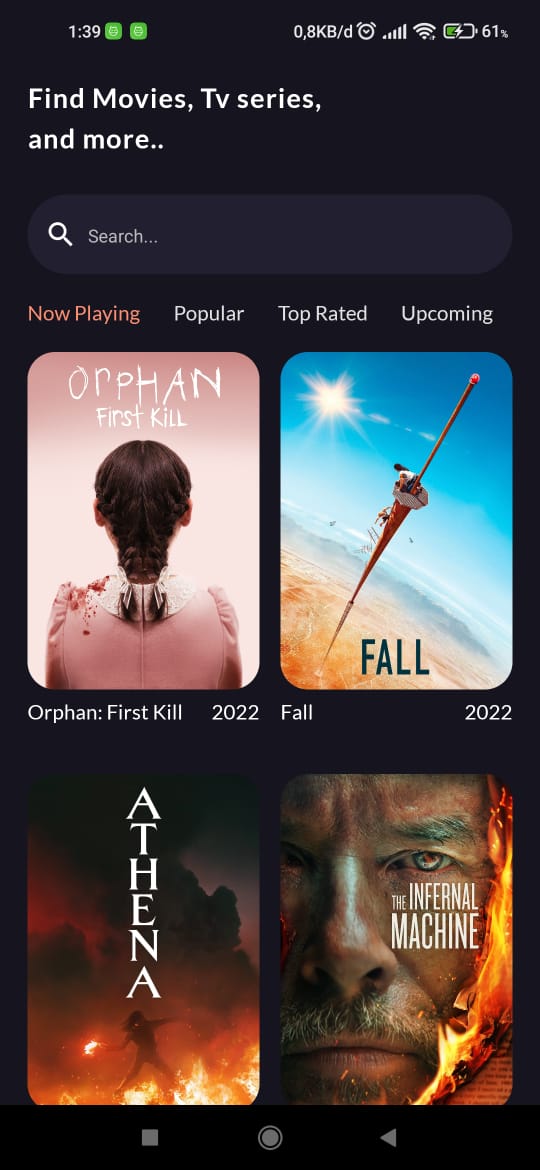 1:39 0,8KB/d 61%
Find Movies, Tv series,
and more..
Search...
Now Playing Popular Top Rated Upcoming
OrPHAN
First KiLL
FALL
Orphan: First Kill 2022
Fall 2022
ATHENA
THE INFERNAL
MACHINE